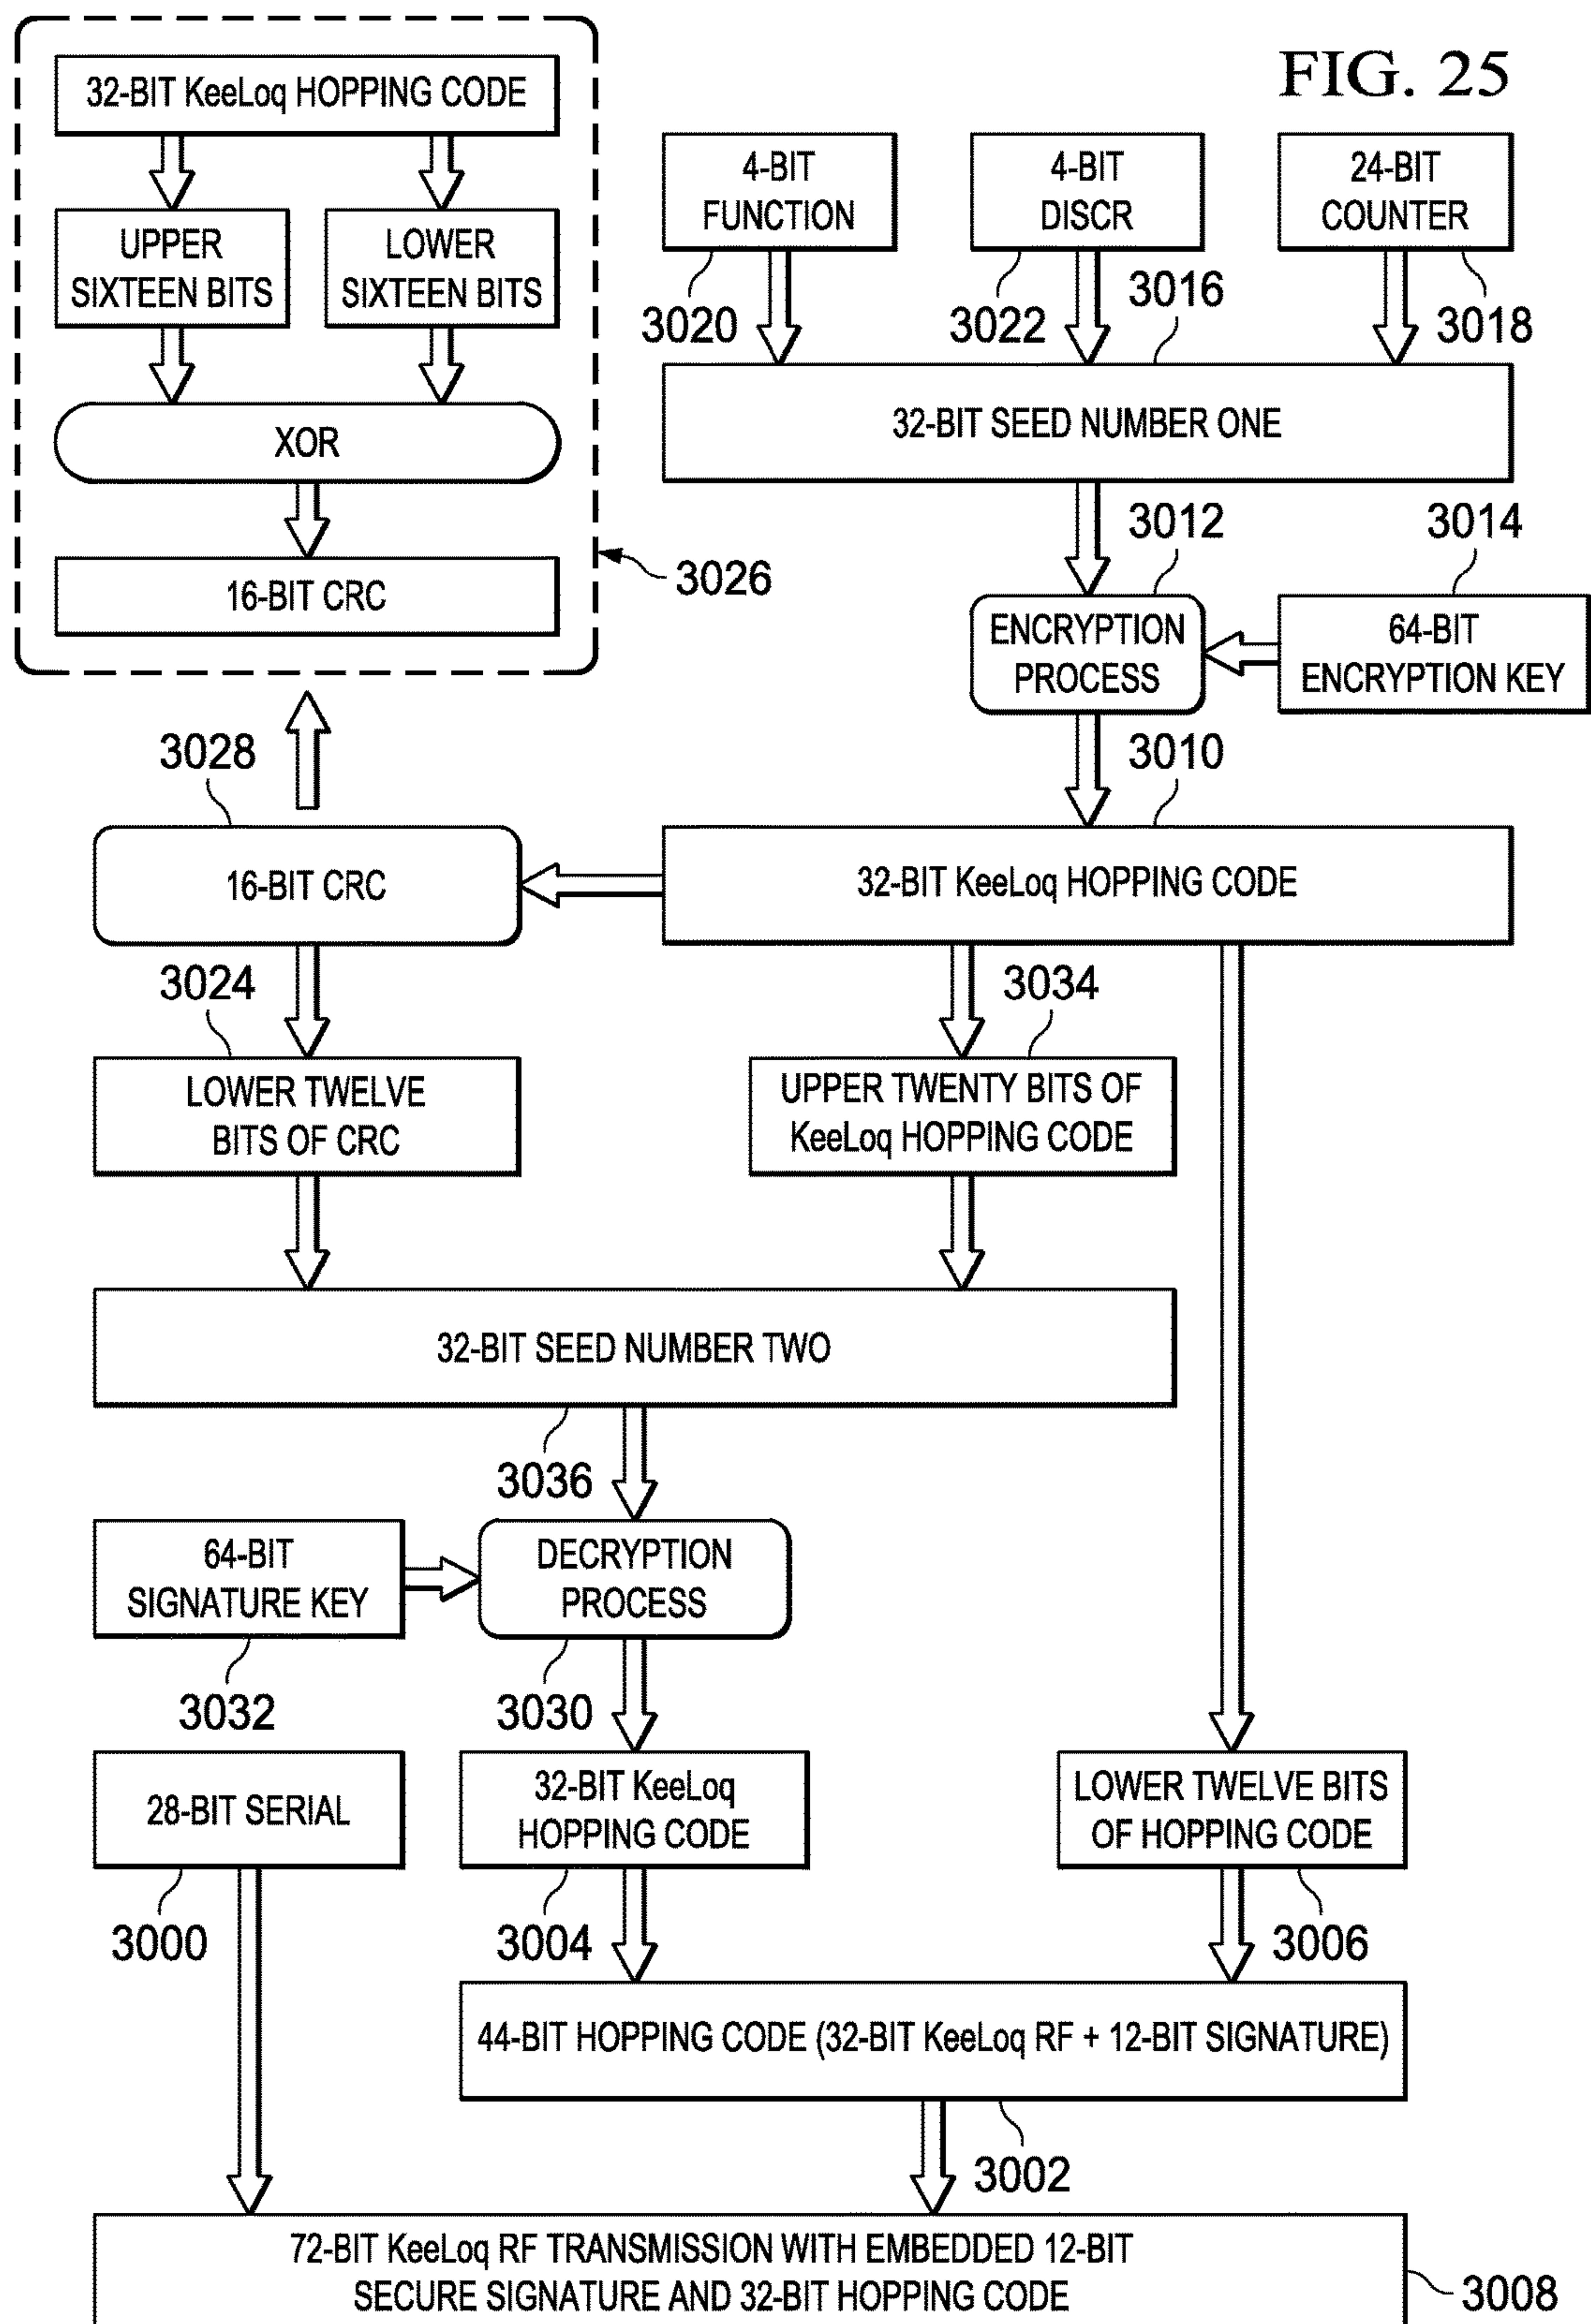 FIG. 25
32-BIT KeeLoq HOPPING CODE
UPPER
SIXTEEN BITS
LOWER
SIXTEEN BITS
XOR
16-BIT CRC
3026
4-BIT
FUNCTION
3020
4-BIT
DISCR
3022
24-BIT
COUNTER
3018
3016
32-BIT SEED NUMBER ONE
3012
ENCRYPTION
PROCESS
3014
64-BIT
ENCRYPTION KEY
3010
32-BIT KeeLoq HOPPING CODE
3028
16-BIT CRC
3024
LOWER TWELVE
BITS OF CRC
3034
UPPER TWENTY BITS OF
KeeLoq HOPPING CODE
32-BIT SEED NUMBER TWO
3036
64-BIT
SIGNATURE KEY
3032
DECRYPTION
PROCESS
3030
28-BIT SERIAL
3000
32-BIT KeeLoq
HOPPING CODE
3004
LOWER TWELVE BITS
OF HOPPING CODE
3006
44-BIT HOPPING CODE (32-BIT KeeLoq RF + 12-BIT SIGNATURE)
3002
72-BIT KeeLoq RF TRANSMISSION WITH EMBEDDED 12-BIT
SECURE SIGNATURE AND 32-BIT HOPPING CODE
3008